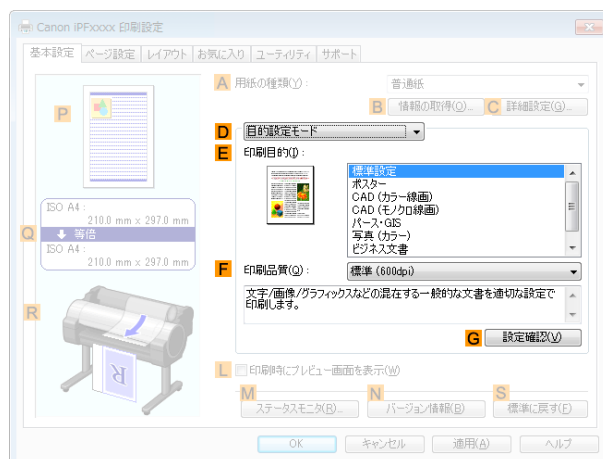 Canon iPFxxxx 印刷設定
基本設定 ページ設定 レイアウト お気に入り ユーティリティ サポート
A 用紙の種類(Y): 普通紙
B 情報の取得(O)... C 詳細設定(G)...
P
D 目的設定モード
E 印刷目的(I):
標準設定
ポスター
CAD (カラー線画)
CAD (モノクロ線画)
パース・GIS
写真 (カラー)
ビジネス文書
ISO A4 :
210.0 mm x 297.0 mm
Q 等倍
ISO A4 :
210.0 mm x 297.0 mm
F 印刷品質(Q): 標準 (600dpi)
文字/画像/グラフィックスなどの混在する一般的な文書を適切な設定で
印刷します。
R
G 設定確認(V)
L 印刷時にプレビュー画面を表示(W)
M N S
ステータスモニタ(R)... バージョン情報(B) 標準に戻す(F)
OK キャンセル 適用(A) ヘルプ